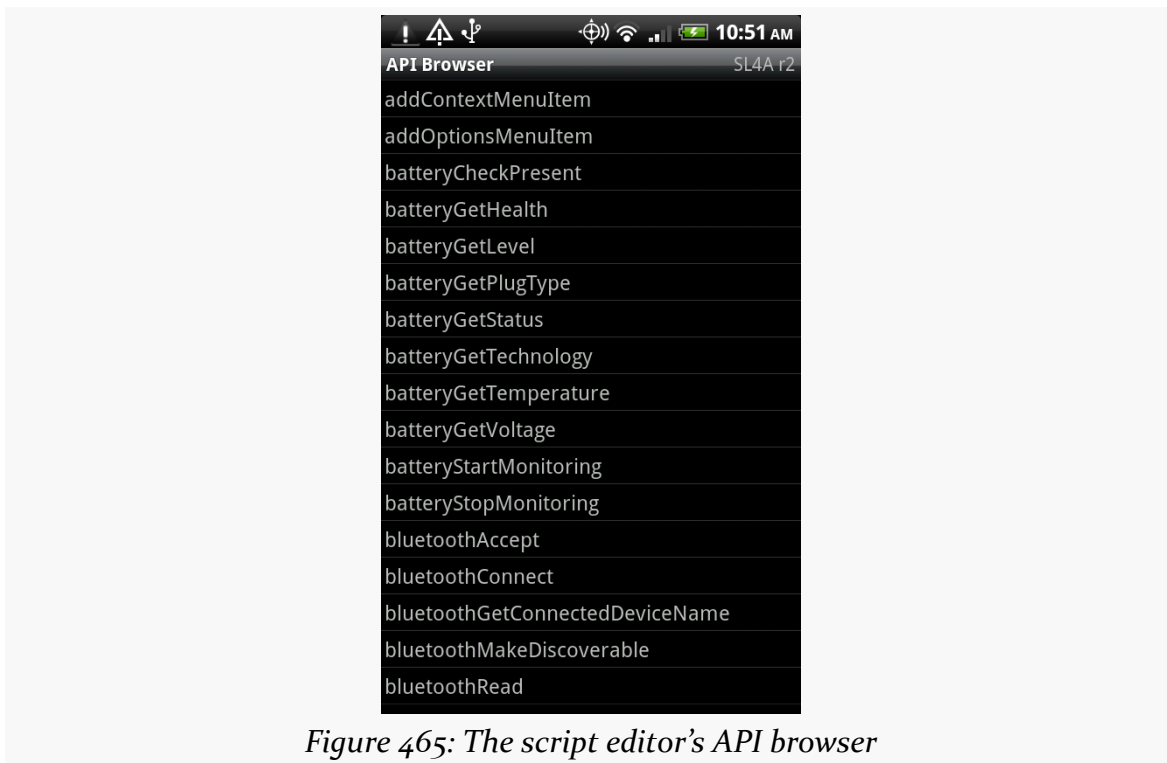 10:51 AM
API Browser SL4A r2
addContextMenuItem
addOptionsMenuItem
batteryCheckPresent
batteryGetHealth
batteryGetLevel
batteryGetPlugType
batteryGetStatus
batteryGetTechnology
batteryGetTemperature
batteryGetVoltage
batteryStartMonitoring
batteryStopMonitoring
bluetoothAccept
bluetoothConnect
bluetoothGetConnectedDeviceName
bluetoothMakeDiscoverable
bluetoothRead
Figure 465: The script editor’s API browser